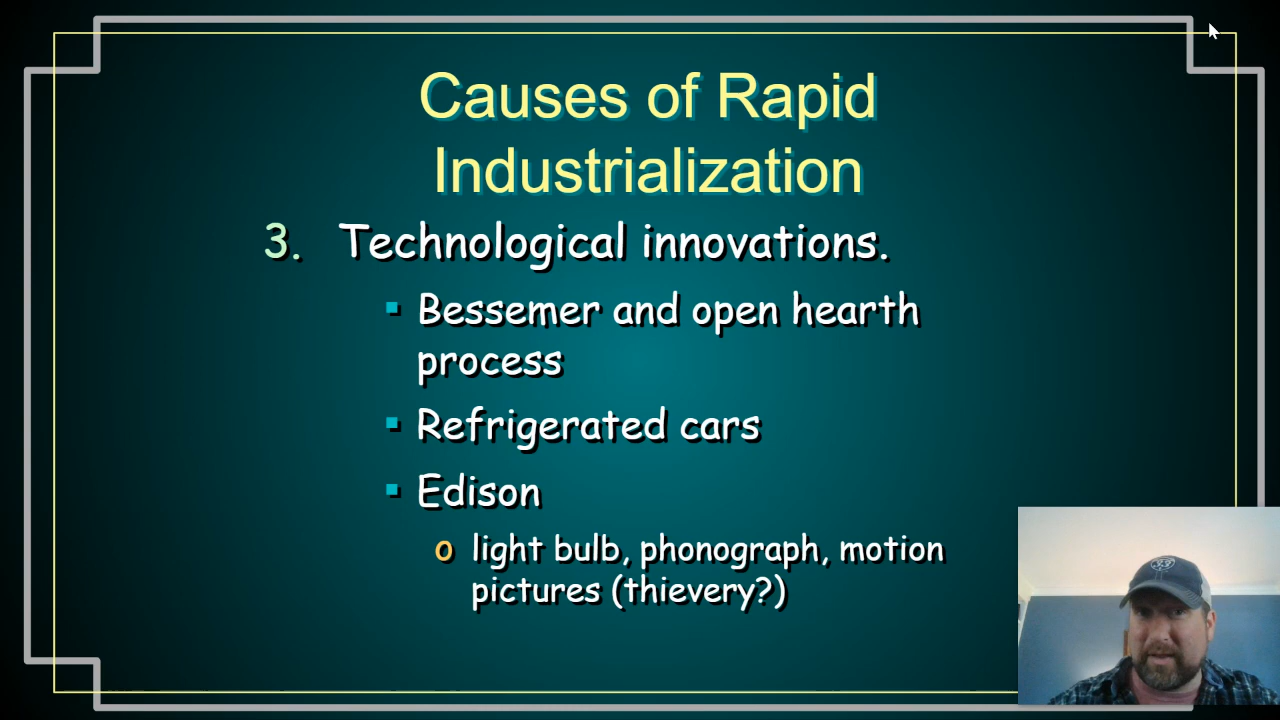 Causes of Rapid
Industrialization
3. Technological innovations.
▪ Bessemer and open hearth
process
▪ Refrigerated cars
▪ Edison
o light bulb, phonograph, motion
pictures (thievery?)